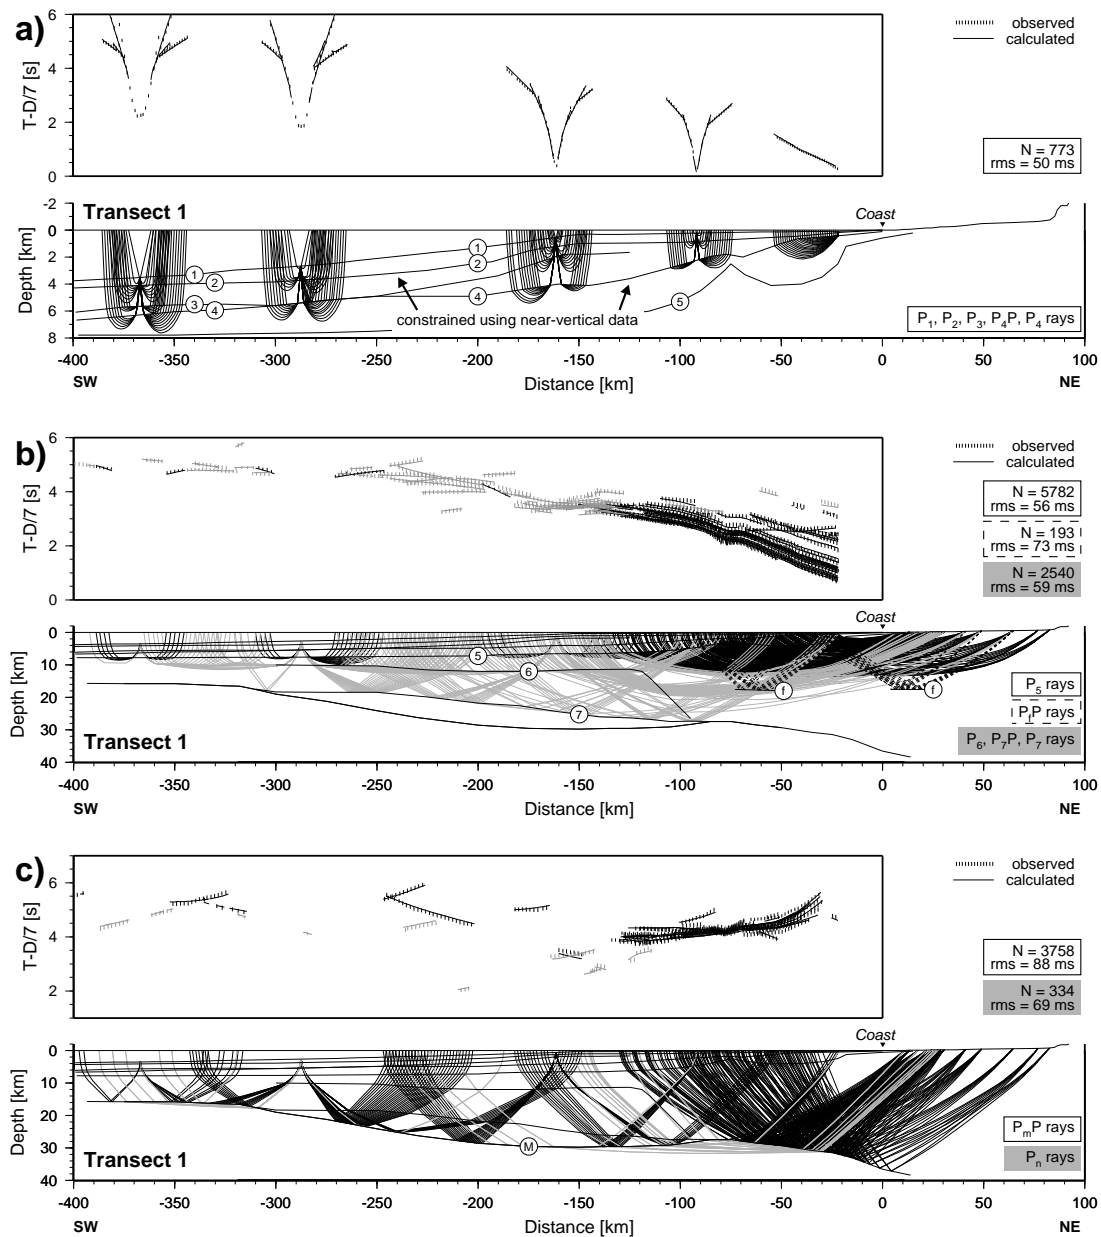 a)
6
4
2
0
T-D/7 [s]
observed
calculated
N = 773
rms = 50 ms
Transect 1
Coast
-2
0
2
4
6
8
Depth [km]
1
2
3
4
1
2
4
5
constrained using near-vertical data
P1, P2, P3, P4P, P4 rays
-400 -350 -300 -250 -200 -150 -100 -50 0 50 100
SW Distance [km] NE
b)
6
4
2
0
T-D/7 [s]
observed
calculated
N = 5782
rms = 56 ms
N = 193
rms = 73 ms
N = 2540
rms = 59 ms
Coast
0
10
20
30
40
Depth [km]
5
6
7
f
f
P5 rays
PfP rays
P6, P7P, P7 rays
Transect 1
-400 -350 -300 -250 -200 -150 -100 -50 0 50 100
SW Distance [km] NE
c)
6
4
2
T-D/7 [s]
observed
calculated
N = 3758
rms = 88 ms
N = 334
rms = 69 ms
Coast
0
10
20
30
40
Depth [km]
M
PmP rays
Pn rays
Transect 1
-400 -350 -300 -250 -200 -150 -100 -50 0 50 100
SW Distance [km] NE